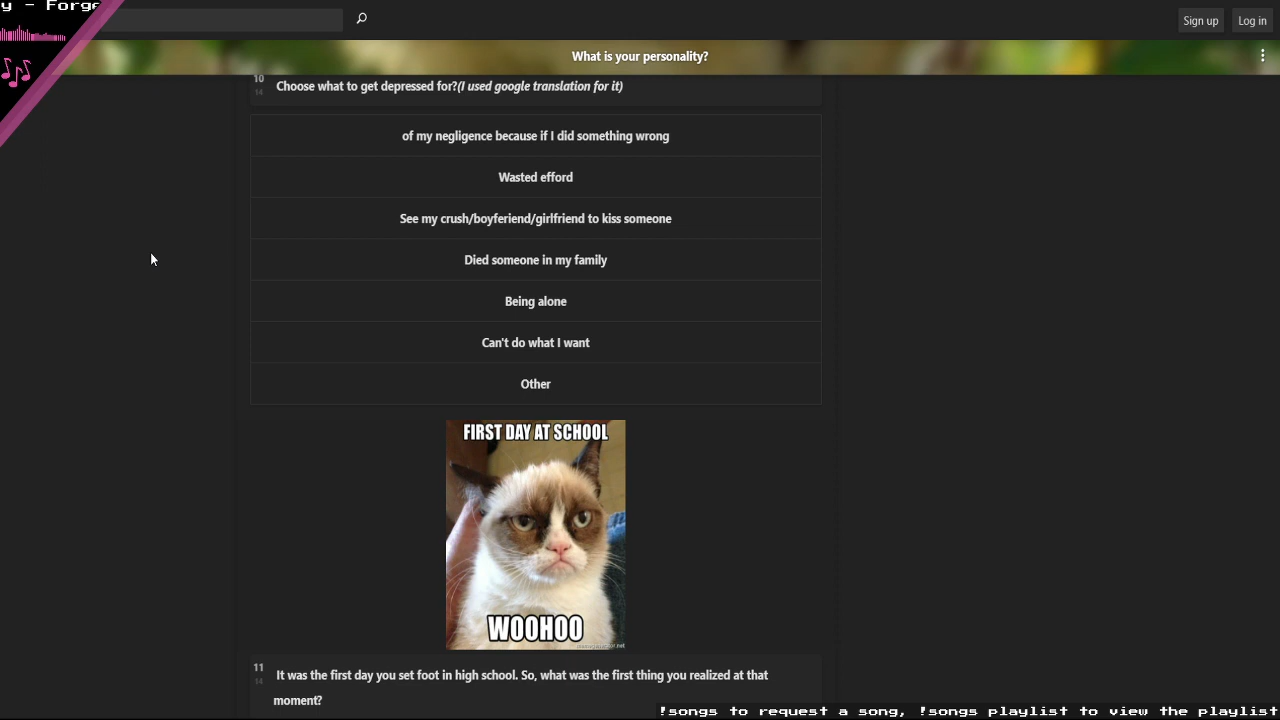 y - Forge
Sign up
Log in
What is your personality?
10
14
Choose what to get depressed for?(I used google translation for it)
of my negligence because if I did something wrong
Wasted efford
See my crush/boyferiend/girlfriend to kiss someone
Died someone in my family
Being alone
Can't do what I want
Other
FIRST DAY AT SCHOOL
WOOHOO
11
14
It was the first day you set foot in high school. So, what was the first thing you realized at that
moment?
!songs to request a song, !songs playlist to view the playlist